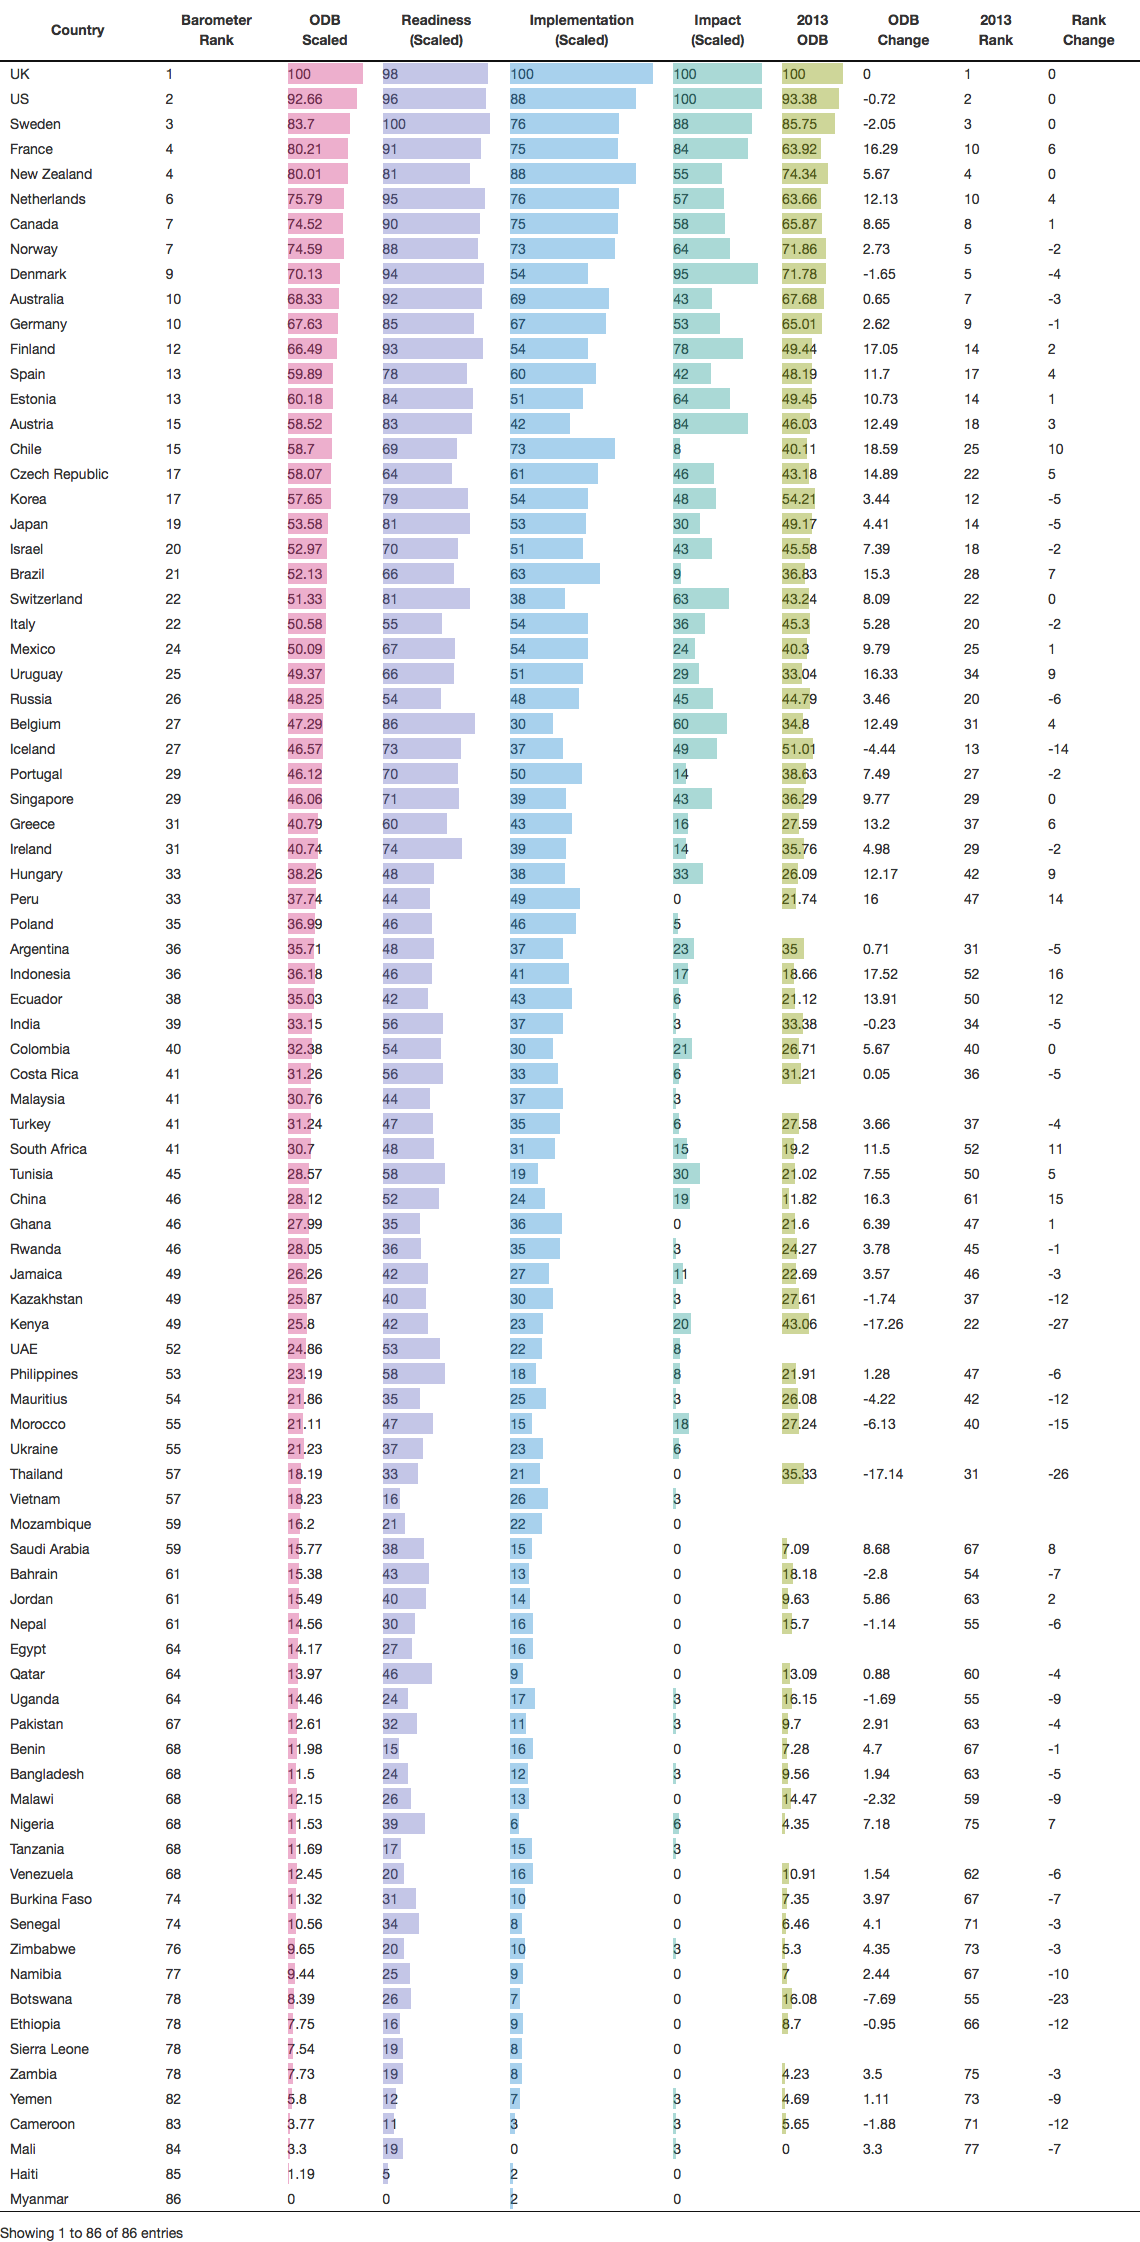 Country Barometer Rank ODB Scaled Readiness (Scaled) Implementation (Scaled) Impact (Scaled) 2013 ODB ODB Change 2013 Rank Rank Change
UK 1 100 98 100 100 100 0 1 0
US 2 92.66 96 88 100 93.38 -0.72 2 0
Sweden 3 83.7 100 76 88 85.75 -2.05 3 0
France 4 80.21 91 75 84 63.92 16.29 10 6
New Zealand 4 80.01 81 88 55 74.34 5.67 4 0
Netherlands 6 75.79 95 76 57 63.66 12.13 10 4
Canada 7 74.52 90 75 58 65.87 8.65 8 1
Norway 7 74.59 88 73 64 71.86 2.73 5 -2
Denmark 9 70.13 94 54 95 71.78 -1.65 5 -4
Australia 10 68.33 92 69 43 67.68 0.65 7 -3
Germany 10 67.63 85 67 53 65.01 2.62 9 -1
Finland 12 66.49 93 54 78 49.44 17.05 14 2
Spain 13 59.89 78 60 42 48.19 11.7 17 4
Estonia 13 60.18 84 51 64 49.45 10.73 14 1
Austria 15 58.52 83 42 84 46.03 12.49 18 3
Chile 15 58.7 69 73 8 40.11 18.59 25 10
Czech Republic 17 58.07 64 61 46 43.18 14.89 22 5
Korea 17 57.65 79 54 48 54.21 3.44 12 -5
Japan 19 53.58 81 53 30 49.17 4.41 14 -5
Israel 20 52.97 70 51 43 45.58 7.39 18 -2
Brazil 21 52.13 66 63 9 36.83 15.3 28 7
Switzerland 22 51.33 81 38 63 43.24 8.09 22 0
Italy 22 50.58 55 54 36 45.3 5.28 20 -2
Mexico 24 50.09 67 54 24 40.3 9.79 25 1
Uruguay 25 49.37 66 51 29 33.04 16.33 34 9
Russia 26 48.25 54 48 45 44.79 3.46 20 -6
Belgium 27 47.29 86 30 60 34.8 12.49 31 4
Iceland 27 46.57 73 37 49 51.01 -4.44 13 -14
Portugal 29 46.12 70 50 14 38.63 7.49 27 -2
Singapore 29 46.06 71 39 43 36.29 9.77 29 0
Greece 31 40.79 60 43 16 27.59 13.2 37 6
Ireland 31 40.74 74 39 14 35.76 4.98 29 -2
Hungary 33 38.26 48 38 33 26.09 12.17 42 9
Peru 33 37.74 44 49 0 21.74 16 47 14
Poland 35 36.99 46 46 5
Argentina 36 35.71 48 37 23 35 0.71 31 -5
Indonesia 36 36.18 46 41 17 18.66 17.52 52 16
Ecuador 38 35.03 42 43 6 21.12 13.91 50 12
India 39 33.15 56 37 3 33.38 -0.23 34 -5
Colombia 40 32.38 54 30 21 26.71 5.67 40 0
Costa Rica 41 31.26 56 33 6 31.21 0.05 36 -5
Malaysia 41 30.76 44 37 3
Turkey 41 31.24 47 35 6 27.58 3.66 37 -4
South Africa 41 30.7 48 31 15 19.2 11.5 52 11
Tunisia 45 28.57 58 19 30 21.02 7.55 50 5
China 46 28.12 52 24 19 11.82 16.3 61 15
Ghana 46 27.99 35 36 0 21.6 6.39 47 1
Rwanda 46 28.05 36 35 3 24.27 3.78 45 -1
Jamaica 49 26.26 42 27 11 22.69 3.57 46 -3
Kazakhstan 49 25.87 40 30 3 27.61 -1.74 37 -12
Kenya 49 25.8 42 23 20 43.06 -17.26 22 -27
UAE 52 24.86 53 22 8
Philippines 53 23.19 58 18 8 21.91 1.28 47 -6
Mauritius 54 21.86 35 25 3 26.08 -4.22 42 -12
Morocco 55 21.11 47 15 18 27.24 -6.13 40 -15
Ukraine 55 21.23 37 23 6
Thailand 57 18.19 33 21 0 35.33 -17.14 31 -26
Vietnam 57 18.23 16 26 3
Mozambique 59 16.2 21 22 0
Saudi Arabia 59 15.77 38 15 0 7.09 8.68 67 8
Bahrain 61 15.38 43 13 0 18.18 -2.8 54 -7
Jordan 61 15.49 40 14 0 9.63 5.86 63 2
Nepal 61 14.56 30 16 0 15.7 -1.14 55 -6
Egypt 64 14.17 27 16 0
Qatar 64 13.97 46 9 0 13.09 0.88 60 -4
Uganda 64 14.46 24 17 3 16.15 -1.69 55 -9
Pakistan 67 12.61 32 11 3 9.7 2.91 63 -4
Benin 68 11.98 15 16 0 7.28 4.7 67 -1
Bangladesh 68 11.5 24 12 3 9.56 1.94 63 -5
Malawi 68 12.15 26 13 0 14.47 -2.32 59 -9
Nigeria 68 11.53 39 6 6 4.35 7.18 75 7
Tanzania 68 11.69 17 15 3
Venezuela 68 12.45 20 16 0 10.91 1.54 62 -6
Burkina Faso 74 11.32 31 10 0 7.35 3.97 67 -7
Senegal 74 10.56 34 8 0 6.46 4.1 71 -3
Zimbabwe 76 9.65 20 10 3 5.3 4.35 73 -3
Namibia 77 9.44 25 9 0 7 2.44 67 -10
Botswana 78 8.39 26 7 0 16.08 -7.69 55 -23
Ethiopia 78 7.75 16 9 0 8.7 -0.95 66 -12
Sierra Leone 78 7.54 19 8 0
Zambia 78 7.73 19 8 0 4.23 3.5 75 -3
Yemen 82 5.8 12 7 3 4.69 1.11 73 -9
Cameroon 83 3.77 11 3 3 5.65 -1.88 71 -12
Mali 84 3.3 19 0 3 0 3.3 77 -7
Haiti 85 1.19 5 2 0
Myanmar 86 0 0 2 0
Showing 1 to 86 of 86 entries